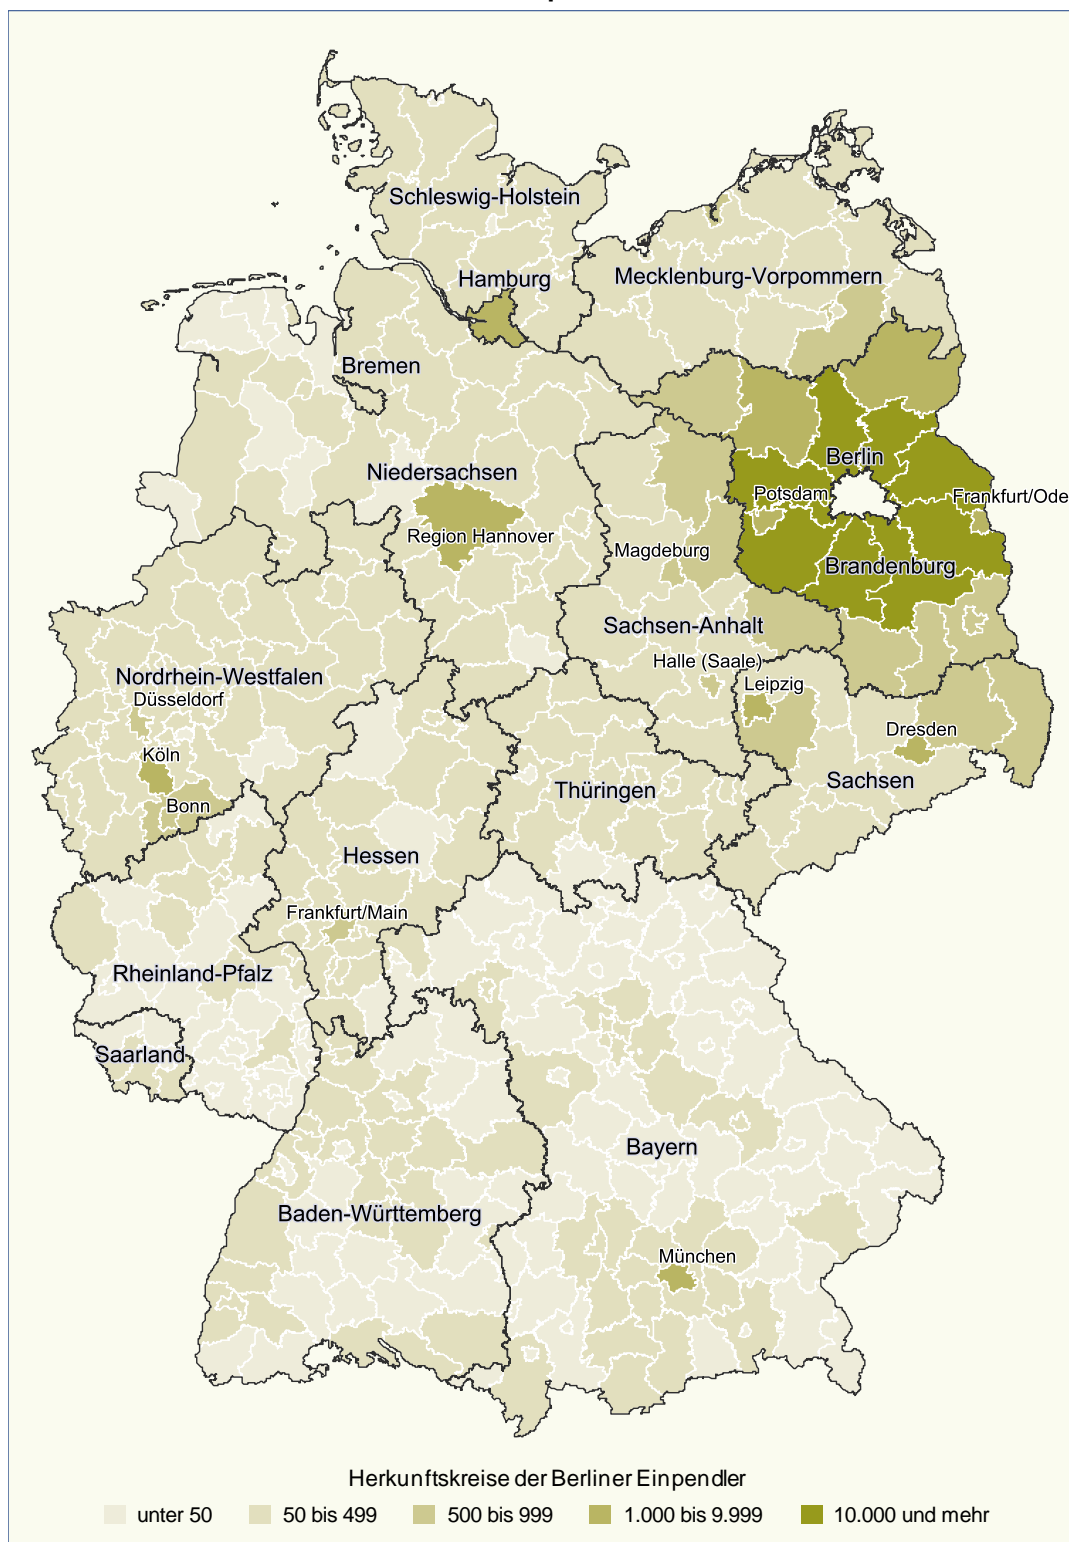 Schleswig-Holstein
Hamburg
Mecklenburg-Vorpommern
Bremen
Berlin
Niedersachsen
Potsdam
Frankfurt/Ode
Region Hannover
Magdeburg
Brandenburg
Sachsen-Anhalt
Halle (Saale)
Nordrhein-Westfalen
Leipzig
Düsseldorf
Dresden
Köln
Sachsen
Thüringen
Bonn
Hessen
Frankfurt/Main
Rheinland-Pfalz
Saarland
Bayern
Baden-Württemberg
München
Herkunftskreise der Berliner Einpendler
unter 50
50 bis 499
500 bis 999
1.000 bis 9.999
10.000 und mehr